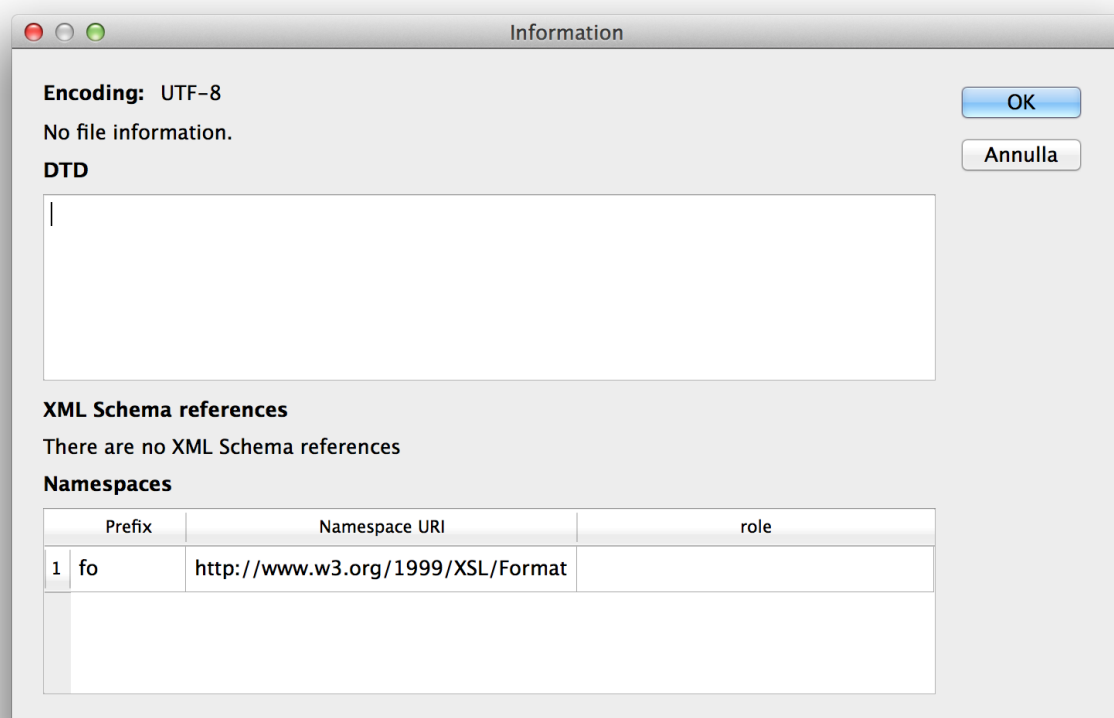 Information
Encoding: UTF-8
OK
No file information.
Annulla
DTD
XML Schema references
There are no XML Schema references
Namespaces
Prefix Namespace URI role
1 fo http://www.w3.org/1999/XSL/Format